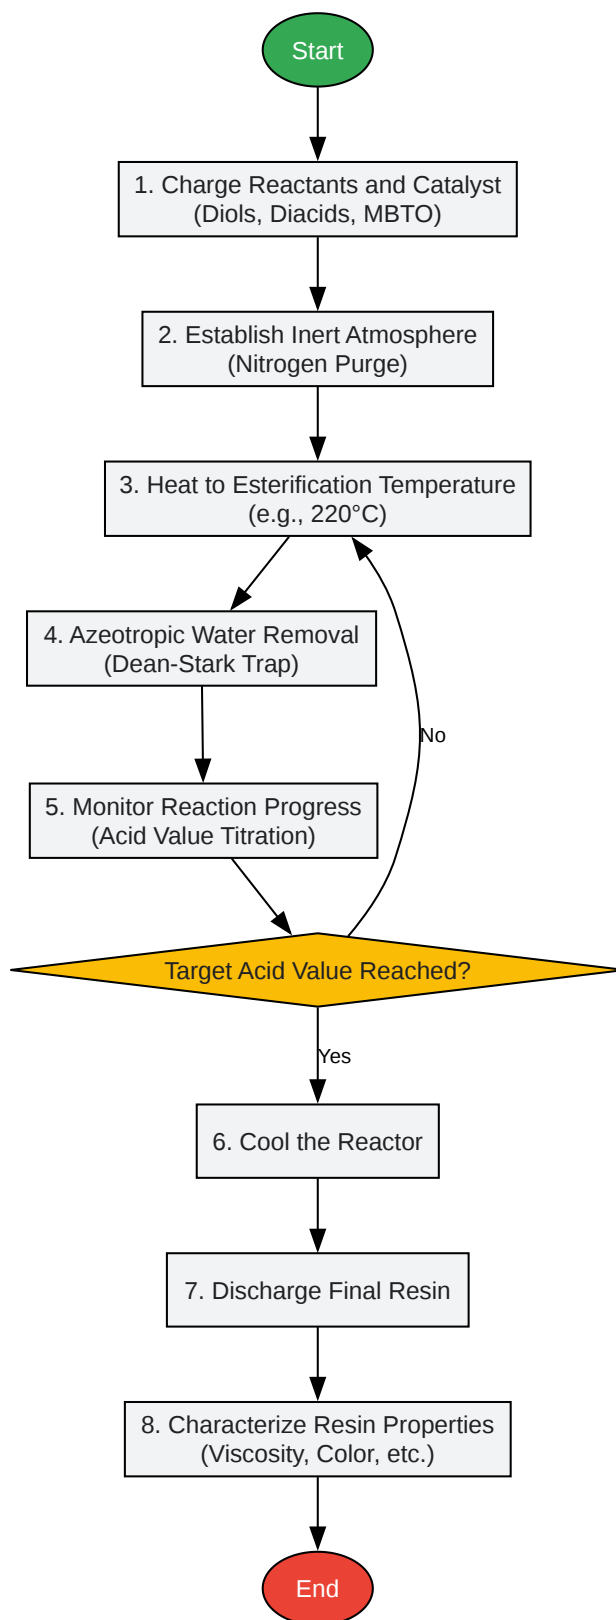 Start
1. Charge Reactants and Catalyst
(Diols, Diacids, MBTO)
2. Establish Inert Atmosphere
(Nitrogen Purge)
3. Heat to Esterification Temperature
(e.g., 220°C)
4. Azeotropic Water Removal
(Dean-Stark Trap)
No
5. Monitor Reaction Progress
(Acid Value Titration)
Target Acid Value Reached?
Yes
6. Cool the Reactor
7. Discharge Final Resin
8. Characterize Resin Properties
(Viscosity, Color, etc.)
End